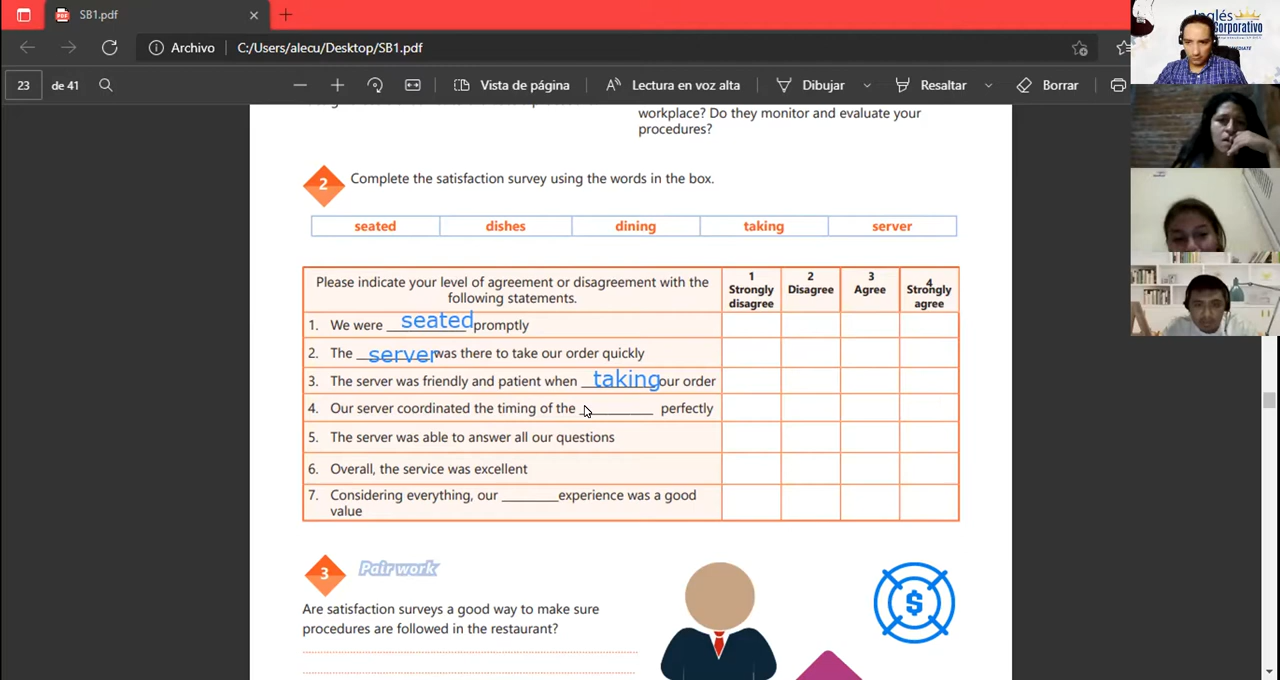 SB1.pdf
Archivo
C:/Users/alecu/Desktop/SB1.pdf
23 de 41
Vista de página
Lectura en voz alta
Dibujar
Resaltar
Borrar
Inglés
Corporativo
workplace? Do they monitor and evaluate your
procedures?
2 Complete the satisfaction survey using the words in the box.
seated dishes dining taking server
Please indicate your level of agreement or disagreement with the
following statements.
1
Strongly
disagree
2
Disagree
3
Agree
4
Strongly
agree
1. We were seated promptly
2. The server was there to take our order quickly
3. The server was friendly and patient when taking our order
4. Our server coordinated the timing of the __________ perfectly
5. The server was able to answer all our questions
6. Overall, the service was excellent
7. Considering everything, our ________experience was a good
value
3 Pair work
Are satisfaction surveys a good way to make sure
procedures are followed in the restaurant?
$